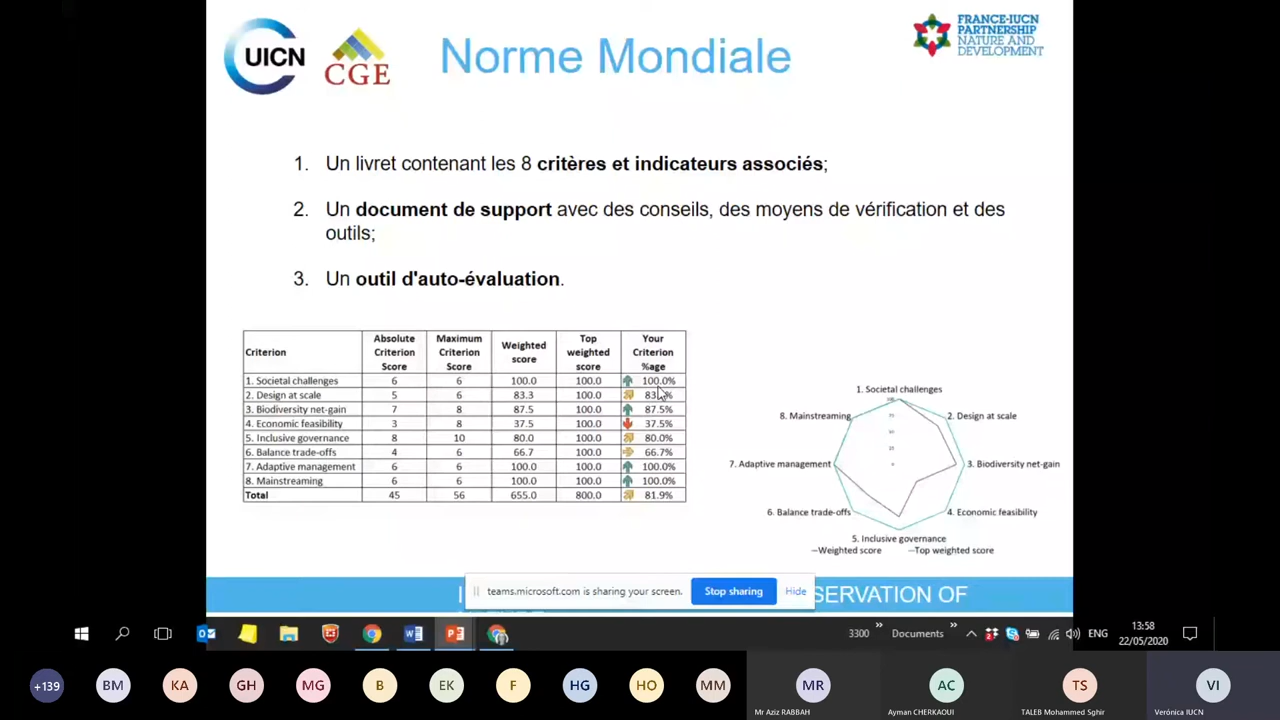 UICN
CGE
Norme Mondiale
FRANCE-IUCN
PARTNERSHIP
NATURE AND
DEVELOPMENT
1. Un livret contenant les 8 critères et indicateurs associés;
2. Un document de support avec des conseils, des moyens de vérification et des
outils;
3. Un outil d'auto-évaluation.
Criterion Absolute Criterion Score Maximum Criterion Score Weighted score Top weighted score Your Criterion %age
1. Societal challenges 6 6 100.0 100.0 100.0%
2. Design at scale 5 6 83.3 100.0
3. Biodiversity net-gain 7 8 87.5 100.0 87.5%
4. Economic feasibility 3 8 37.5 100.0 37.5%
5. Inclusive governance 8 10 80.0 100.0 80.0%
6. Balance trade-offs 4 6 66.7 100.0 66.7%
7. Adaptive management 6 6 100.0 100.0 100.0%
8. Mainstreaming 6 6 100.0 100.0 100.0%
Total 45 56 655.0 800.0 81.9%
1. Societal challenges
8. Mainstreaming 2. Design at scale
100
75
50
25
0
7. Adaptive management 3. Biodiversity net-gain
6. Balance trade-offs 4. Economic feasibility
5. Inclusive governance
Weighted score Top weighted score
teams.microsoft.com is sharing your screen. Stop sharing Hide
SERVATION OF
3300 » Documents » ENG 13:58
22/05/2020
+139 BM KA GH MG B EK F HG HO MM MR AC TS VI
Mr Aziz RABBAH Ayman CHERKAOUI TALEB Mohammed Sghir Verónica IUCN